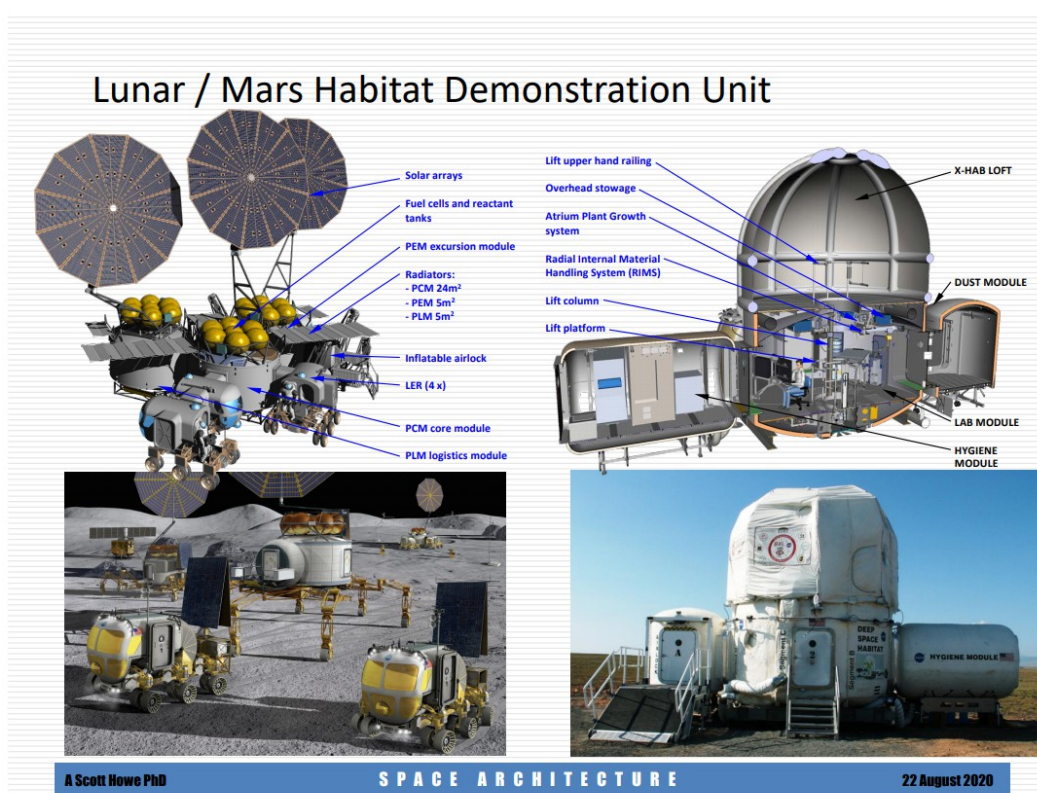 Lunar / Mars Habitat Demonstration Unit
Solar arrays
Fuel cells and reactant
tanks
PEM excursion module
Radiators:
- PCM 24m²
- PEM 5m²
- PLM 5m²
Inflatable airlock
LER (4 x)
PCM core module
PLM logistics module
Lift upper hand railing
Overhead stowage
Atrium Plant Growth
system
Radial Internal Material
Handling System (RIMS)
Lift column
Lift platform
X-HAB LOFT
DUST MODULE
LAB MODULE
HYGIENE
MODULE
A
DEEP
SPACE
HABITAT
Segment B
HYGIENE MODULE
A Scott Howe PhD
SPACE ARCHITECTURE
22 August 2020